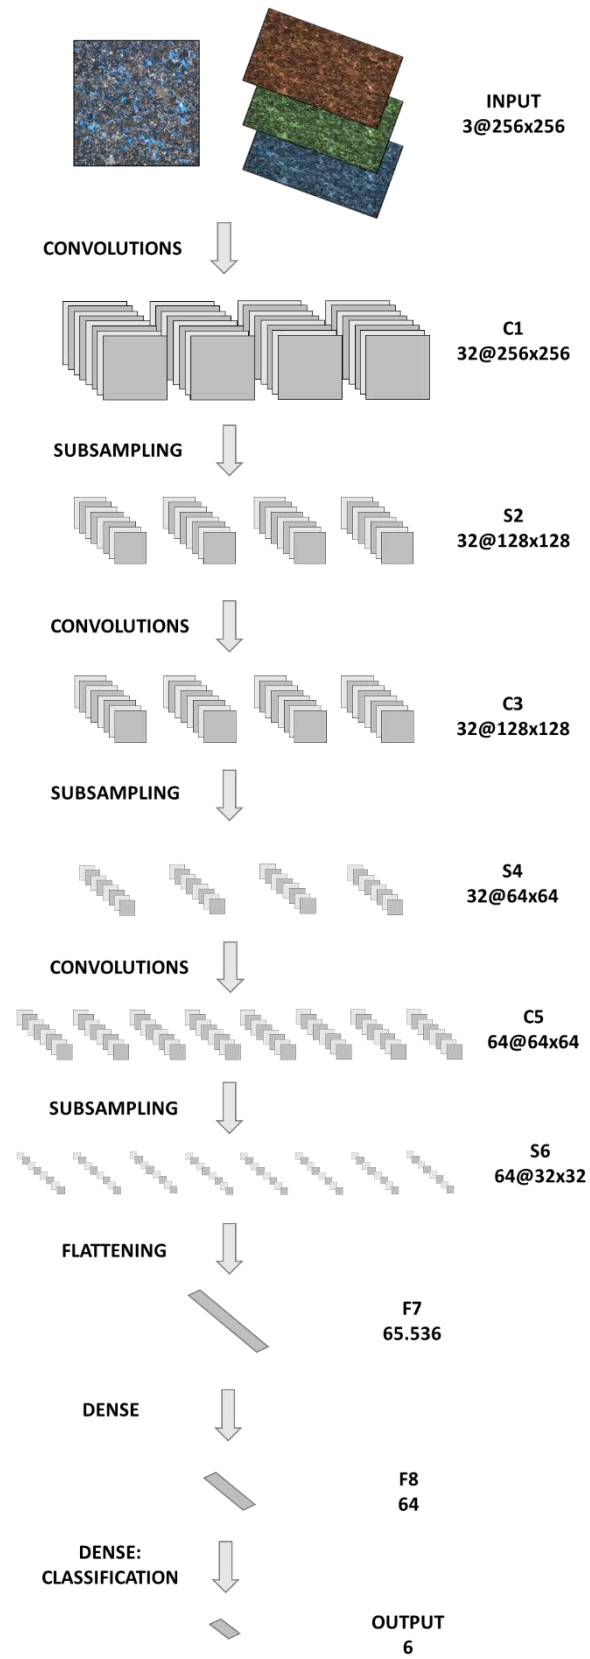 INPUT
3@256x256
CONVOLUTIONS
C1
32@256x256
SUBSAMPLING
S2
32@128x128
CONVOLUTIONS
C3
32@128x128
SUBSAMPLING
S4
32@64x64
CONVOLUTIONS
C5
64@64x64
SUBSAMPLING
S6
64@32x32
FLATTENING
F7
65.536
DENSE
F8
64
DENSE:
CLASSIFICATION
OUTPUT
6